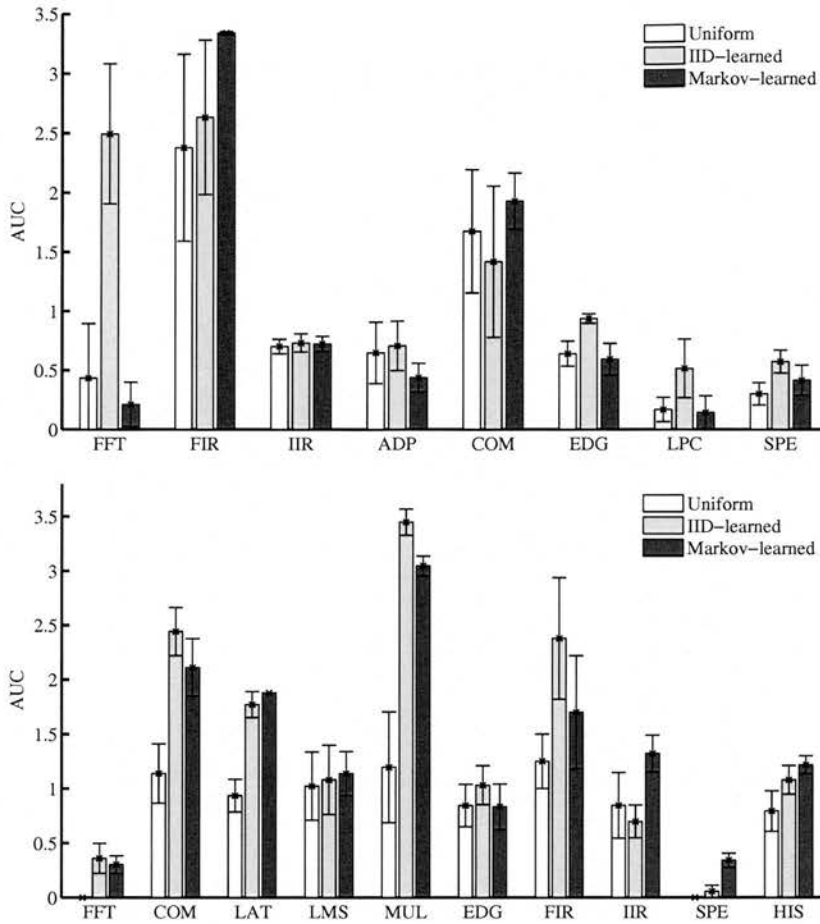 3.5
3
2.5
2
1.5
1
0.5
0
AUC
Uniform
IID-learned
Markov-learned
FFT FIR IIR ADP COM EDG LPC SPE
3.5
3
2.5
2
1.5
1
0.5
0
AUC
Uniform
IID-learned
Markov-learned
FFT COM LAT LMS MUL EDG FIR IIR SPE HIS